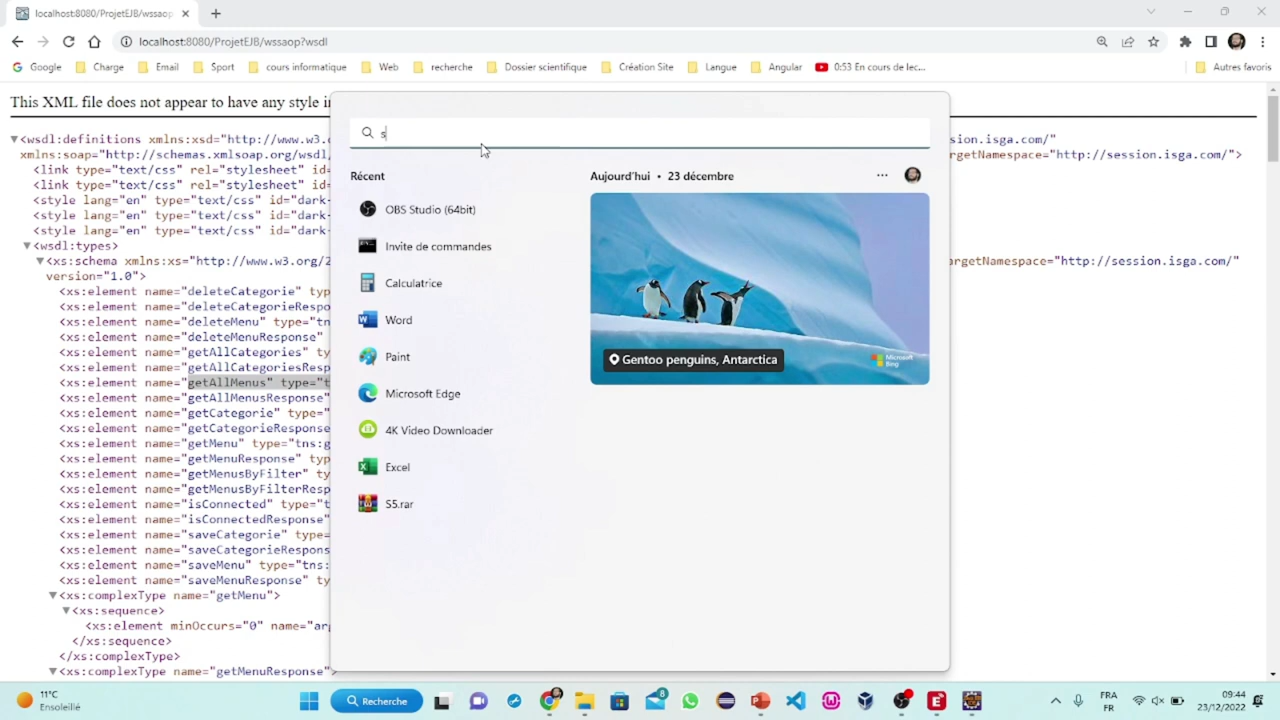 localhost:8080/ProjetEJB/wssaop
localhost:8080/ProjetEJB/wssaop?wsdl
Google Charge Email Sport cours informatique Web recherche Dossier scientifique Création Site Langue Angular 0:53 En cours de lec... Autres favoris
This XML file does not appear to have any style in
<wsdl:definitions xmlns:xsd="http://www.w3. sion.isga.com/"
xmlns:soap="http://schemas.xmlsoap.org/wsdl/ rgetNamespace="http://session.isga.com/">
<link type="text/css" rel="stylesheet" id=
<link type="text/css" rel="stylesheet" id=
<style lang="en" type="text/css" id="dark-
<style lang="en" type="text/css" id="dark-
<style lang="en" type="text/css" id="dark-
<wsdl:types>
<xs:schema xmlns:xs="http://www.w3.org/2 argetNamespace="http://session.isga.com/"
version="1.0">
<xs:element name="deleteCategorie" typ
<xs:element name="deleteCategorieRespo
<xs:element name="deleteMenu" type="tns
<xs:element name="deleteMenuResponse"
<xs:element name="getAllCategories" typ
<xs:element name="getAllCategoriesResp
<xs:element name="getAllMenus" type="t
<xs:element name="getAllMenusResponse"
<xs:element name="getCategorie" type="
<xs:element name="getCategorieResponse
<xs:element name="getMenu" type="tns:g
<xs:element name="getMenuResponse" typ
<xs:element name="getMenusByFilter" ty
<xs:element name="getMenusByFilterResp
<xs:element name="isConnected" type="t
<xs:element name="isConnectedResponse"
<xs:element name="saveCategorie" type=
<xs:element name="saveCategorieRespons
<xs:element name="saveMenu" type="tns:
<xs:element name="saveMenuResponse" ty
<xs:complexType name="getMenu">
<xs:sequence>
<xs:element minOccurs="0" name="ar
</xs:sequence>
</xs:complexType>
<xs:complexType name="getMenuResponse">
s
Récent
OBS Studio (64bit)
Invite de commandes
Calculatrice
Word
Paint
Microsoft Edge
4K Video Downloader
Excel
S5.rar
Aujourd'hui • 23 décembre
Gentoo penguins, Antarctica
Microsoft
Bing
11°C
Ensoleillé
Recherche
8
FRA
FR
09:44
23/12/2022